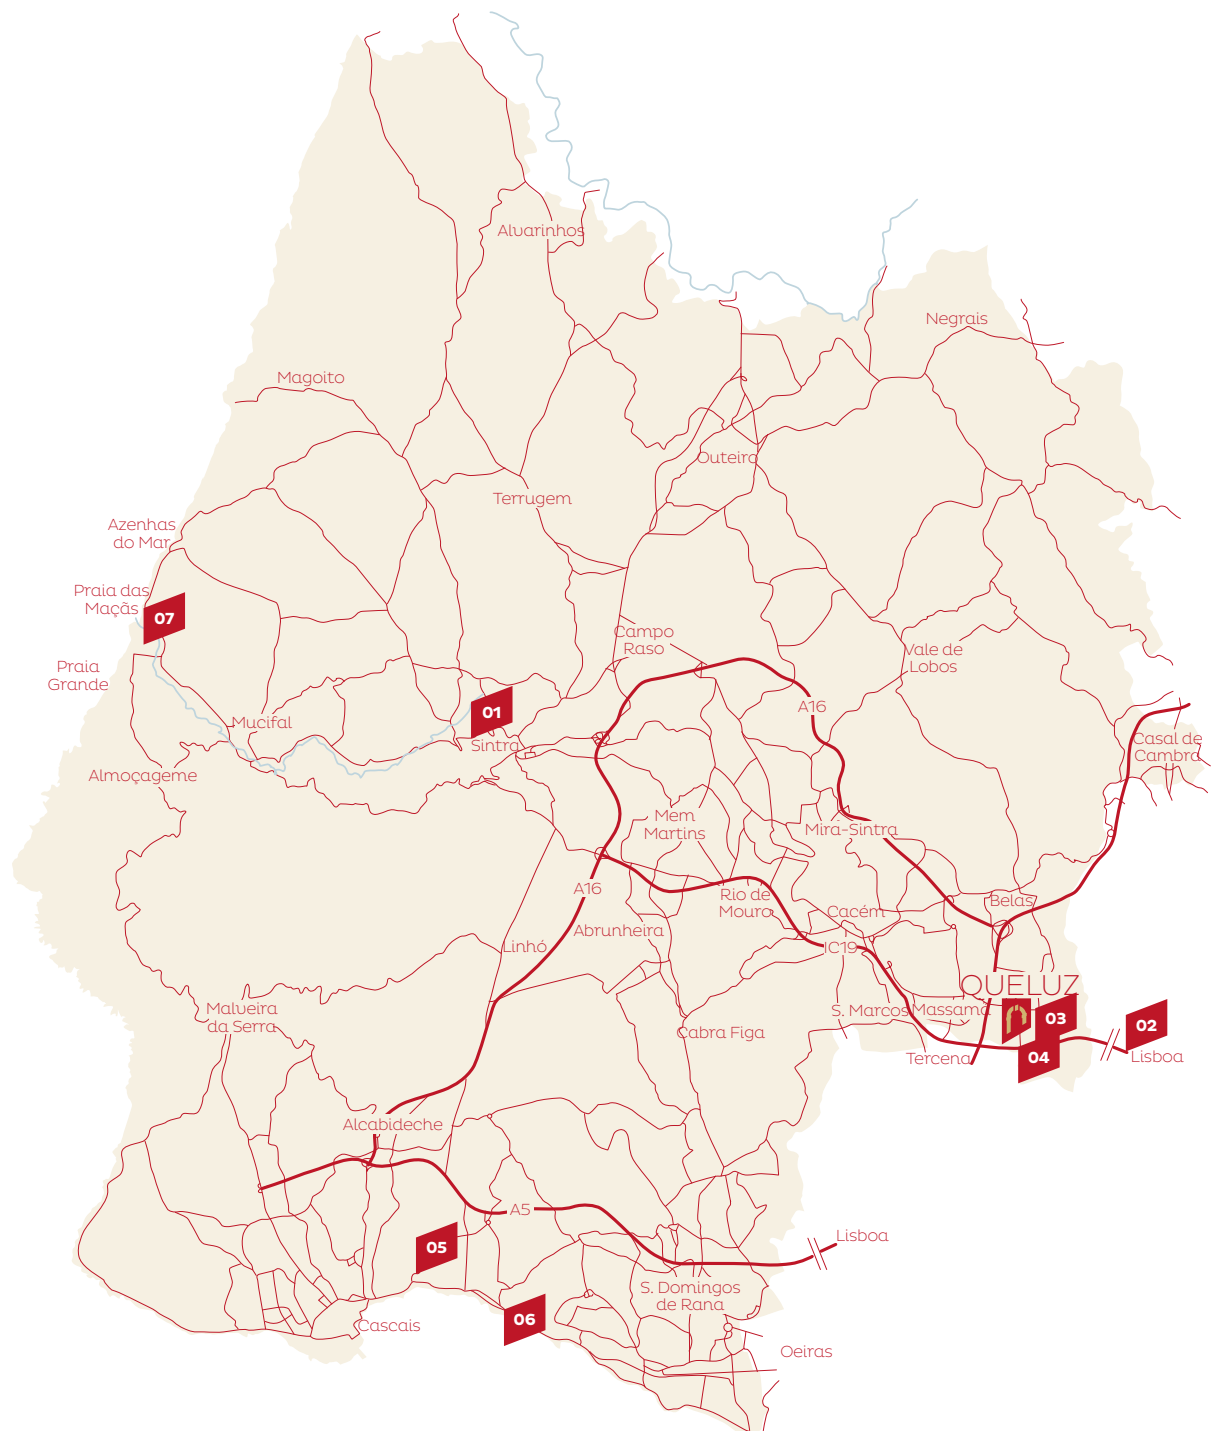 Alvarinhos
Negrais
Magoito
Outeiro
Terrugem
Azenhas
do Mar
Praia das
Maçãs
07
Campo
Raso
Vale de
Lobos
Praia
Grande
01
A16
Mucifal
Sintra
Casal de
Cambra
Almoçageme
Mem
Martins
Mira-Sintra
A16
Rio de
Mouro
Belas
Cacém
Abrunheira
Linhó
IC19
QUELUZ
Malveira
da Serra
S. Marcos
Massamá
03
02
Cabra Figa
Tercena
04
Lisboa
Alcabideche
A5
Lisboa
05
S. Domingos
de Rana
06
Cascais
Oeiras